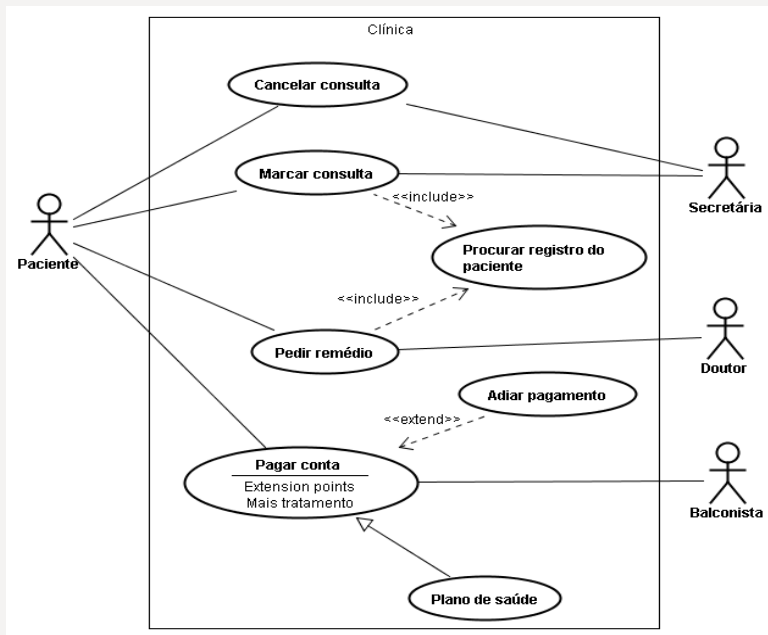 Clínica
Cancelar consulta
Marcar consulta
<<include>>
Secretária
Procurar registro do
paciente
Paciente
<<include>>
Pedir remédio
Doutor
Adiar pagamento
<<extend>>
Pagar conta
Extension points
Mais tratamento
Balconista
Plano de saúde